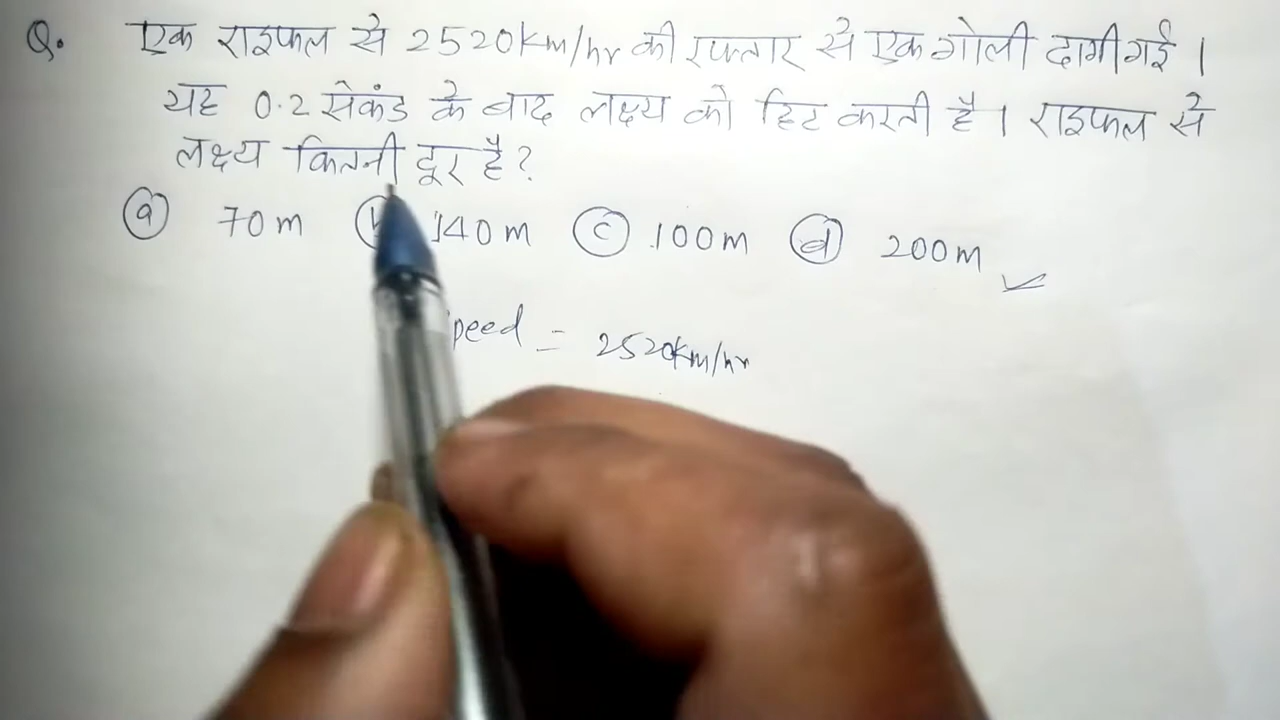 Q. एक राइफल से 2520km/hr की रफ्तार से एक गोली दागी गई ।
यह 0.2 सेकंड के बाद लक्ष्य को हिट करती है । राइफल से
लक्ष्य कितनी दूर है ?
(a) 70m (b) 140m (c) 100m (d) 200m
peed = 2520km/hr